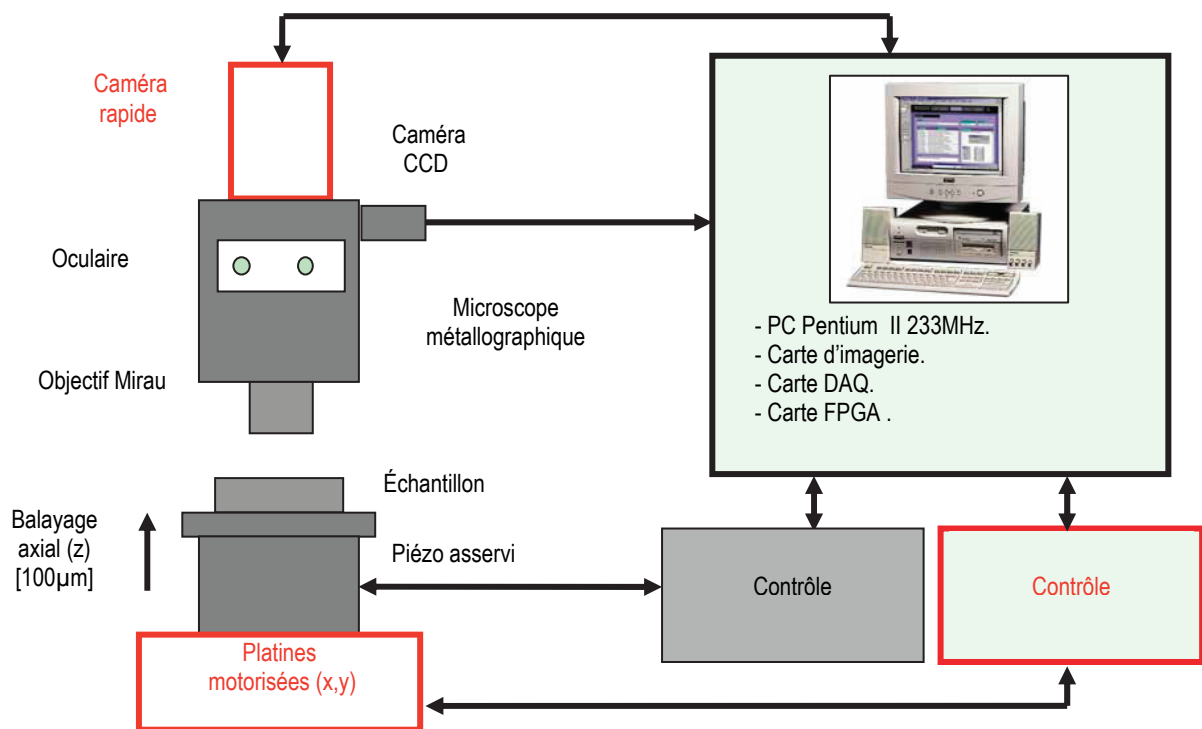 Caméra
rapide
Caméra
CCD
Oculaire
Microscope
métallographique
Objectif Mirau
- PC Pentium II 233MHz.
- Carte d'imagerie.
- Carte DAQ.
- Carte FPGA .
Échantillon
Balayage
axial (z)
[100µm]
Piézo asservi
Contrôle
Contrôle
Platines
motorisées (x,y)